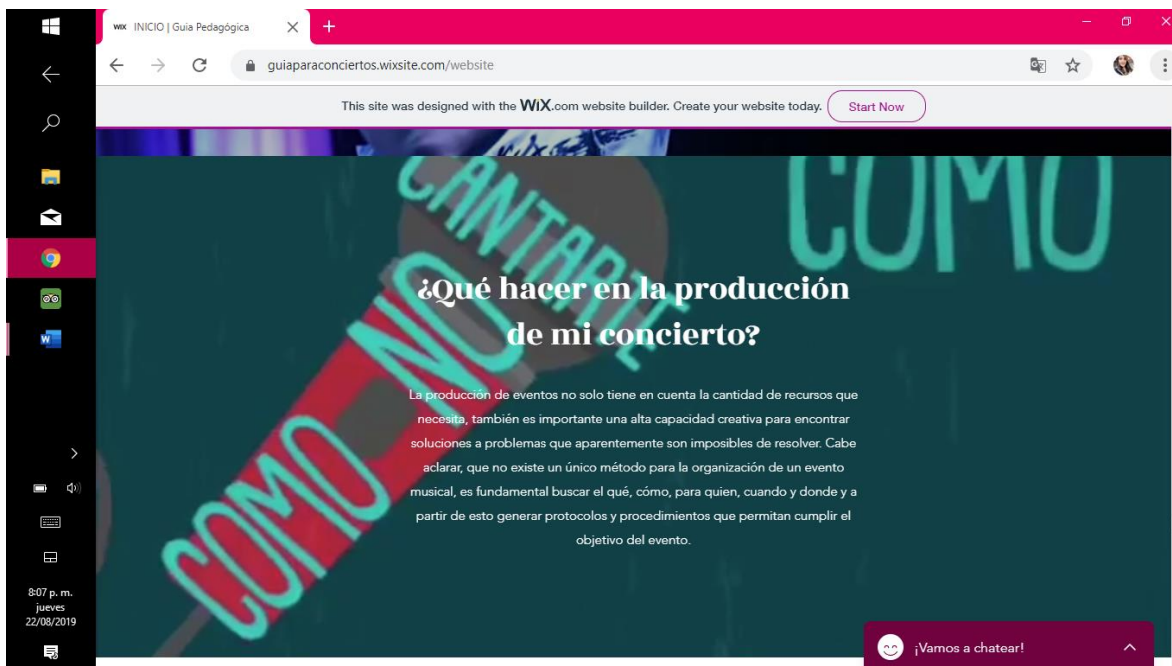 WiX INICIO | Guia Pedagógica
guiaparaconciertos.wixsite.com/website
This site was designed with the WiX.com website builder. Create your website today. Start Now
COMO NO CANTARTE
COMO
¿Qué hacer en la producción
de mi concierto?
La producción de eventos no solo tiene en cuenta la cantidad de recursos que
necesita, también es importante una alta capacidad creativa para encontrar
soluciones a problemas que aparentemente son imposibles de resolver. Cabe
aclarar, que no existe un único método para la organización de un evento
musical, es fundamental buscar el qué, cómo, para quien, cuando y donde y a
partir de esto generar protocolos y procedimientos que permitan cumplir el
objetivo del evento.
8:07 p. m.
jueves
22/08/2019
¡Vamos a chatear!